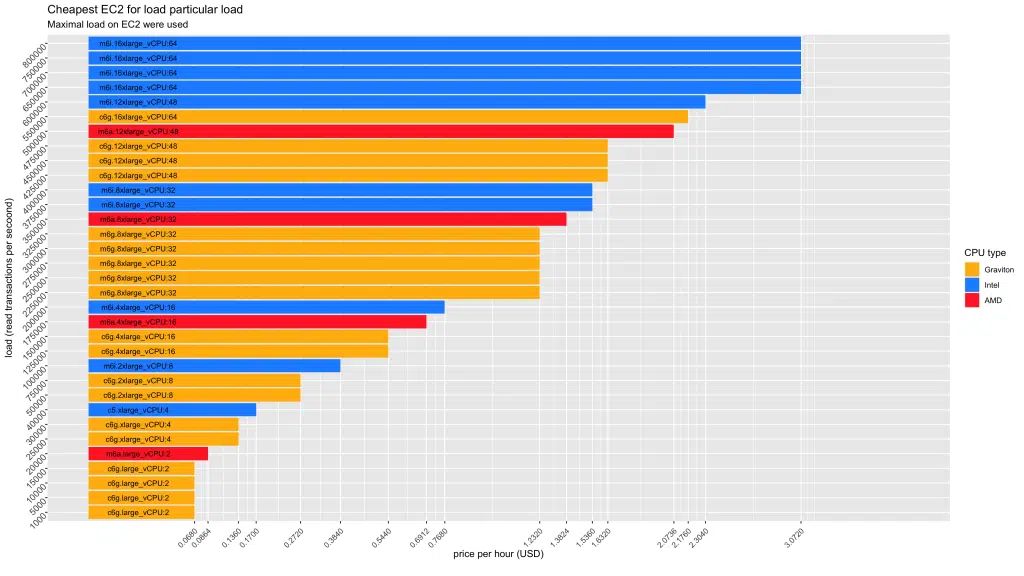 Cheapest EC2 for load particular load
Maximal load on EC2 were used
load (read transactions per secoond)
800000 m6i.16xlarge_vCPU:64
750000 m6i.16xlarge_vCPU:64
700000 m6i.16xlarge_vCPU:64
650000 m6i.16xlarge_vCPU:64
600000 m6i.12xlarge_vCPU:48
550000 c6g.16xlarge_vCPU:64
500000 m6a.12xlarge_vCPU:48
475000 c6g.12xlarge_vCPU:48
450000 c6g.12xlarge_vCPU:48
425000 c6g.12xlarge_vCPU:48
400000 m6i.8xlarge_vCPU:32
375000 m6i.8xlarge_vCPU:32
350000 m6a.8xlarge_vCPU:32
325000 m6g.8xlarge_vCPU:32
300000 m6g.8xlarge_vCPU:32
275000 m6g.8xlarge_vCPU:32
250000 m6g.8xlarge_vCPU:32
225000 m6g.8xlarge_vCPU:32
200000 m6i.4xlarge_vCPU:16
175000 m6a.4xlarge_vCPU:16
150000 c6g.4xlarge_vCPU:16
125000 c6g.4xlarge_vCPU:16
100000 m6i.2xlarge_vCPU:8
75000 c6g.2xlarge_vCPU:8
50000 c6g.2xlarge_vCPU:8
40000 c5.xlarge_vCPU:4
30000 c6g.xlarge_vCPU:4
25000 c6g.xlarge_vCPU:4
20000 m6a.large_vCPU:2
15000 c6g.large_vCPU:2
10000 c6g.large_vCPU:2
5000 c6g.large_vCPU:2
1000 c6g.large_vCPU:2
0.0680 0.0864 0.1360 0.1700 0.2720 0.3840 0.5440 0.6912 0.7680 1.2320 1.3824 1.5360 1.6320 2.0736 2.1760 2.3040 3.0720
price per hour (USD)
CPU type
Graviton
Intel
AMD